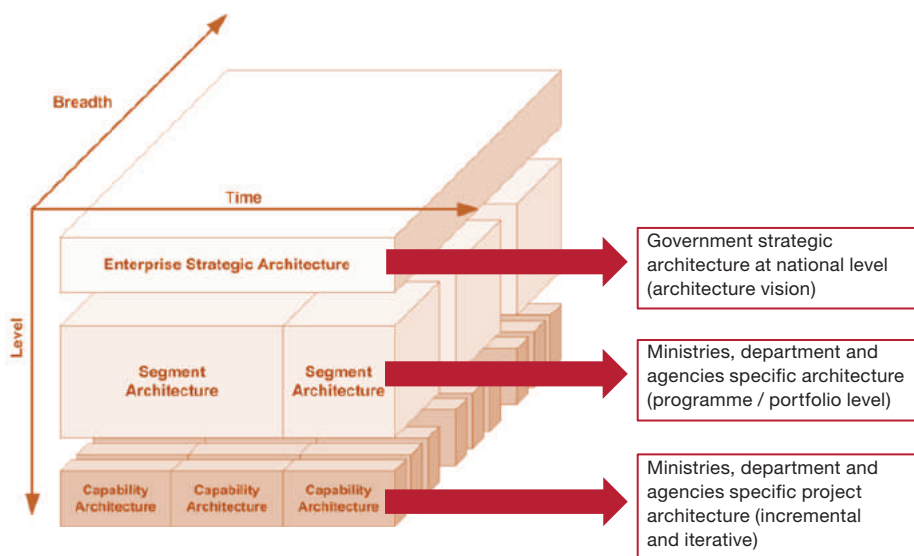 Breadth
Time
Level
Enterprise Strategic Architecture
Government strategic
architecture at national level
(architecture vision)
Segment
Architecture
Segment
Architecture
Ministries, department and
agencies specific architecture
(programme / portfolio level)
Capability
Architecture
Capability
Architecture
Capability
Architecture
Ministries, department and
agencies specific project
architecture (incremental
and iterative)